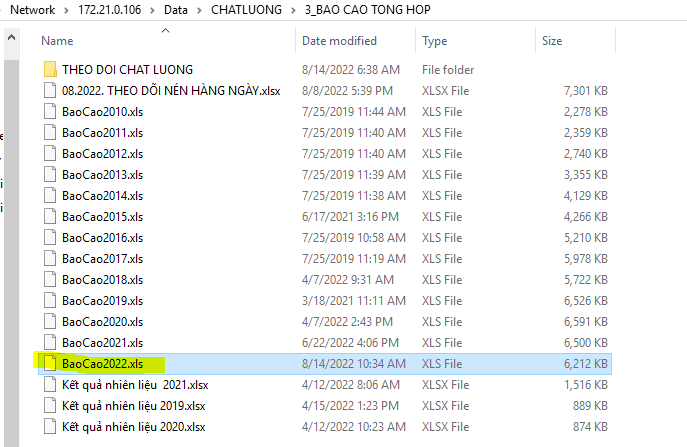 Network > 172.21.0.106 > Data > CHATLUONG > 3_BAO CAO TONG HOP
Name Date modified Type Size
THEO DOI CHAT LUONG 8/14/2022 6:38 AM File folder
08.2022. THEO DÕI NÉN HÀNG NGÀY.xlsx 8/8/2022 5:39 PM XLSX File 7,301 KB
BaoCao2010.xls 7/25/2019 11:44 AM XLS File 2,278 KB
BaoCao2011.xls 7/25/2019 11:40 AM XLS File 2,359 KB
BaoCao2012.xls 7/25/2019 11:40 AM XLS File 2,740 KB
BaoCao2013.xls 7/25/2019 11:39 AM XLS File 3,355 KB
BaoCao2014.xls 7/25/2019 11:38 AM XLS File 4,129 KB
BaoCao2015.xls 6/17/2021 3:16 PM XLS File 4,266 KB
BaoCao2016.xls 7/25/2019 10:58 AM XLS File 5,210 KB
BaoCao2017.xls 7/25/2019 11:19 AM XLS File 5,978 KB
BaoCao2018.xls 4/7/2022 9:31 AM XLS File 5,722 KB
BaoCao2019.xls 3/18/2021 11:11 AM XLS File 6,526 KB
BaoCao2020.xls 4/7/2022 2:43 PM XLS File 6,591 KB
BaoCao2021.xls 6/22/2022 4:06 PM XLS File 6,500 KB
BaoCao2022.xls 8/14/2022 10:34 AM XLS File 6,212 KB
Kết quả nhiên liệu 2021.xlsx 4/12/2022 8:06 AM XLSX File 1,516 KB
Kết quả nhiên liệu 2019.xlsx 4/15/2022 1:23 PM XLSX File 889 KB
Kết quả nhiên liệu 2020.xlsx 4/12/2022 10:23 AM XLSX File 874 KB